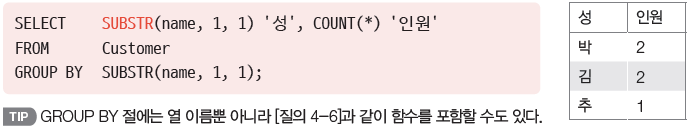 SELECT SUBSTR(name, 1, 1) '성', COUNT(*) '인원'
FROM Customer
GROUP BY SUBSTR(name, 1, 1);
TIP GROUP BY 절에는 열 이름뿐 아니라 [질의 4-6]과 같이 함수를 포함할 수도 있다.
성 인원
박 2
김 2
추 1